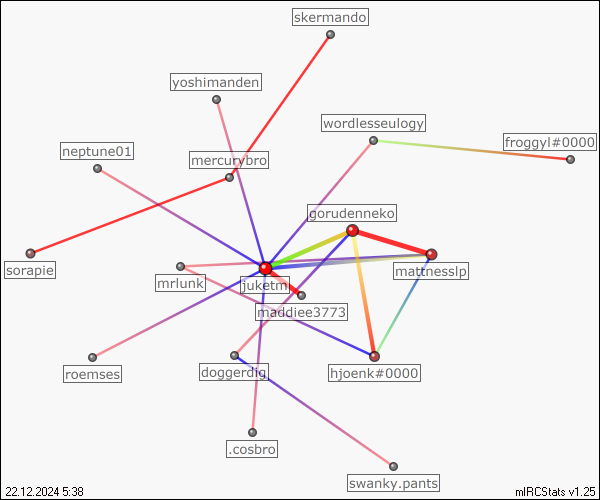 skermando
yoshimanden
wordlesseulogy
froggyl#0000
neptune01
mercurybro
gorudenneko
sorapie
mattnesslp
mrlunk
juketm
maddiee3773
roemses
doggerdig
hjoenk#0000
.cosbro
swanky.pants
22.12.2024 5:38
mIRCStats v1.25